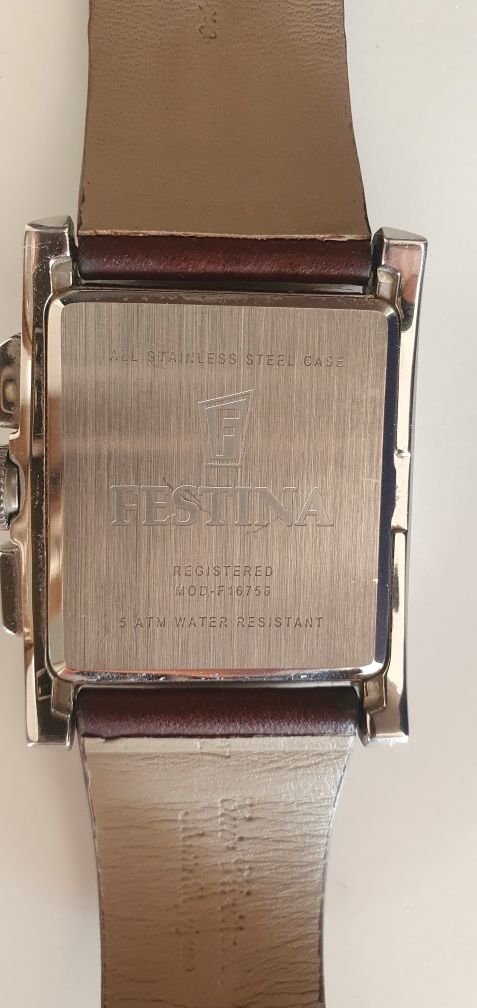 ALL STAINLESS STEEL CASE
F
FESTINA
REGISTERED
MOD-F16756
5 ATM WATER RESISTANT